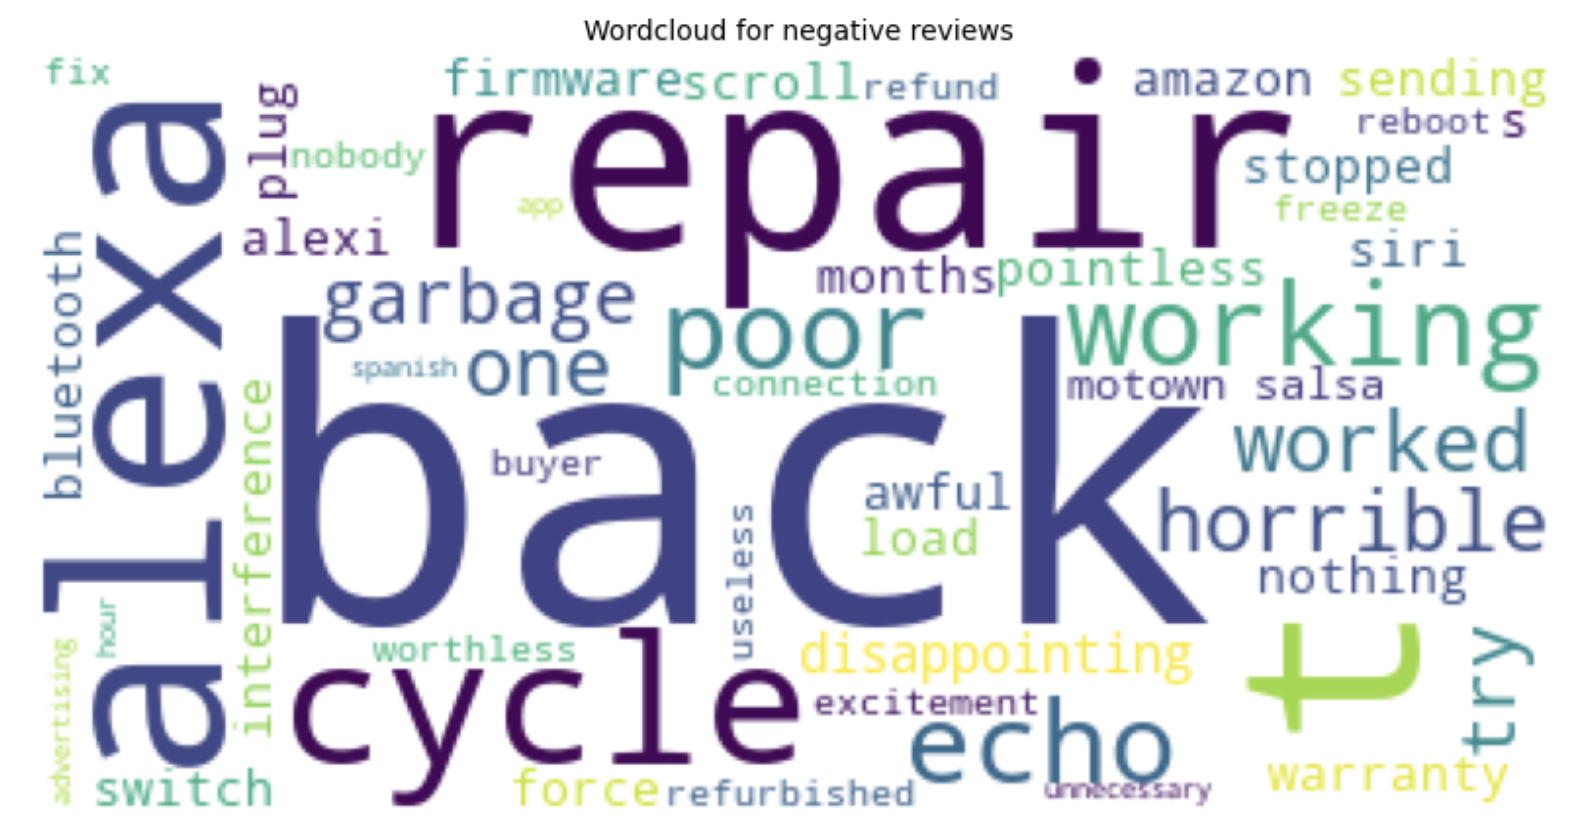 Wordcloud for negative reviews
fix
firmware
scroll
refund
amazon
sending
alexa
plug
nobody
repair
reboot
s
stopped
app
freeze
alexi
siri
bluetooth
months
pointless
garbage
poor
working
spanish
one
connection
motown
salsa
interference
back
worked
buyer
awful
horrible
load
useless
nothing
hour
advertising
worthless
cycle
disappointing
t
try
excitement
echo
switch
force
refurbished
unnecessary
warranty